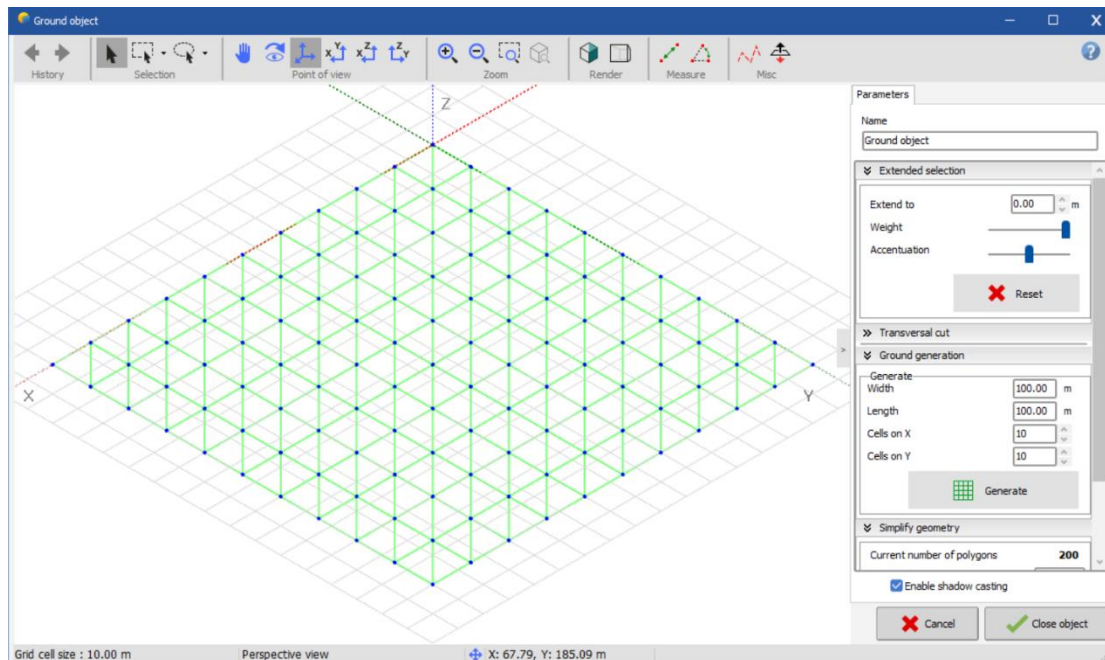 Ground object
History
Selection
Point of view
Zoom
Render
Measure
Misc
Z
X
Y
Parameters
Name
Ground object
Extended selection
Extend to 0.00 m
Weight
Accentuation
Reset
Transversal cut
Ground generation
Generate
Width 100.00 m
Length 100.00 m
Cells on X 10
Cells on Y 10
Generate
Simplify geometry
Current number of polygons 200
Enable shadow casting
Cancel Close object
Grid cell size : 10.00 m Perspective view X: 67.79, Y: 185.09 m